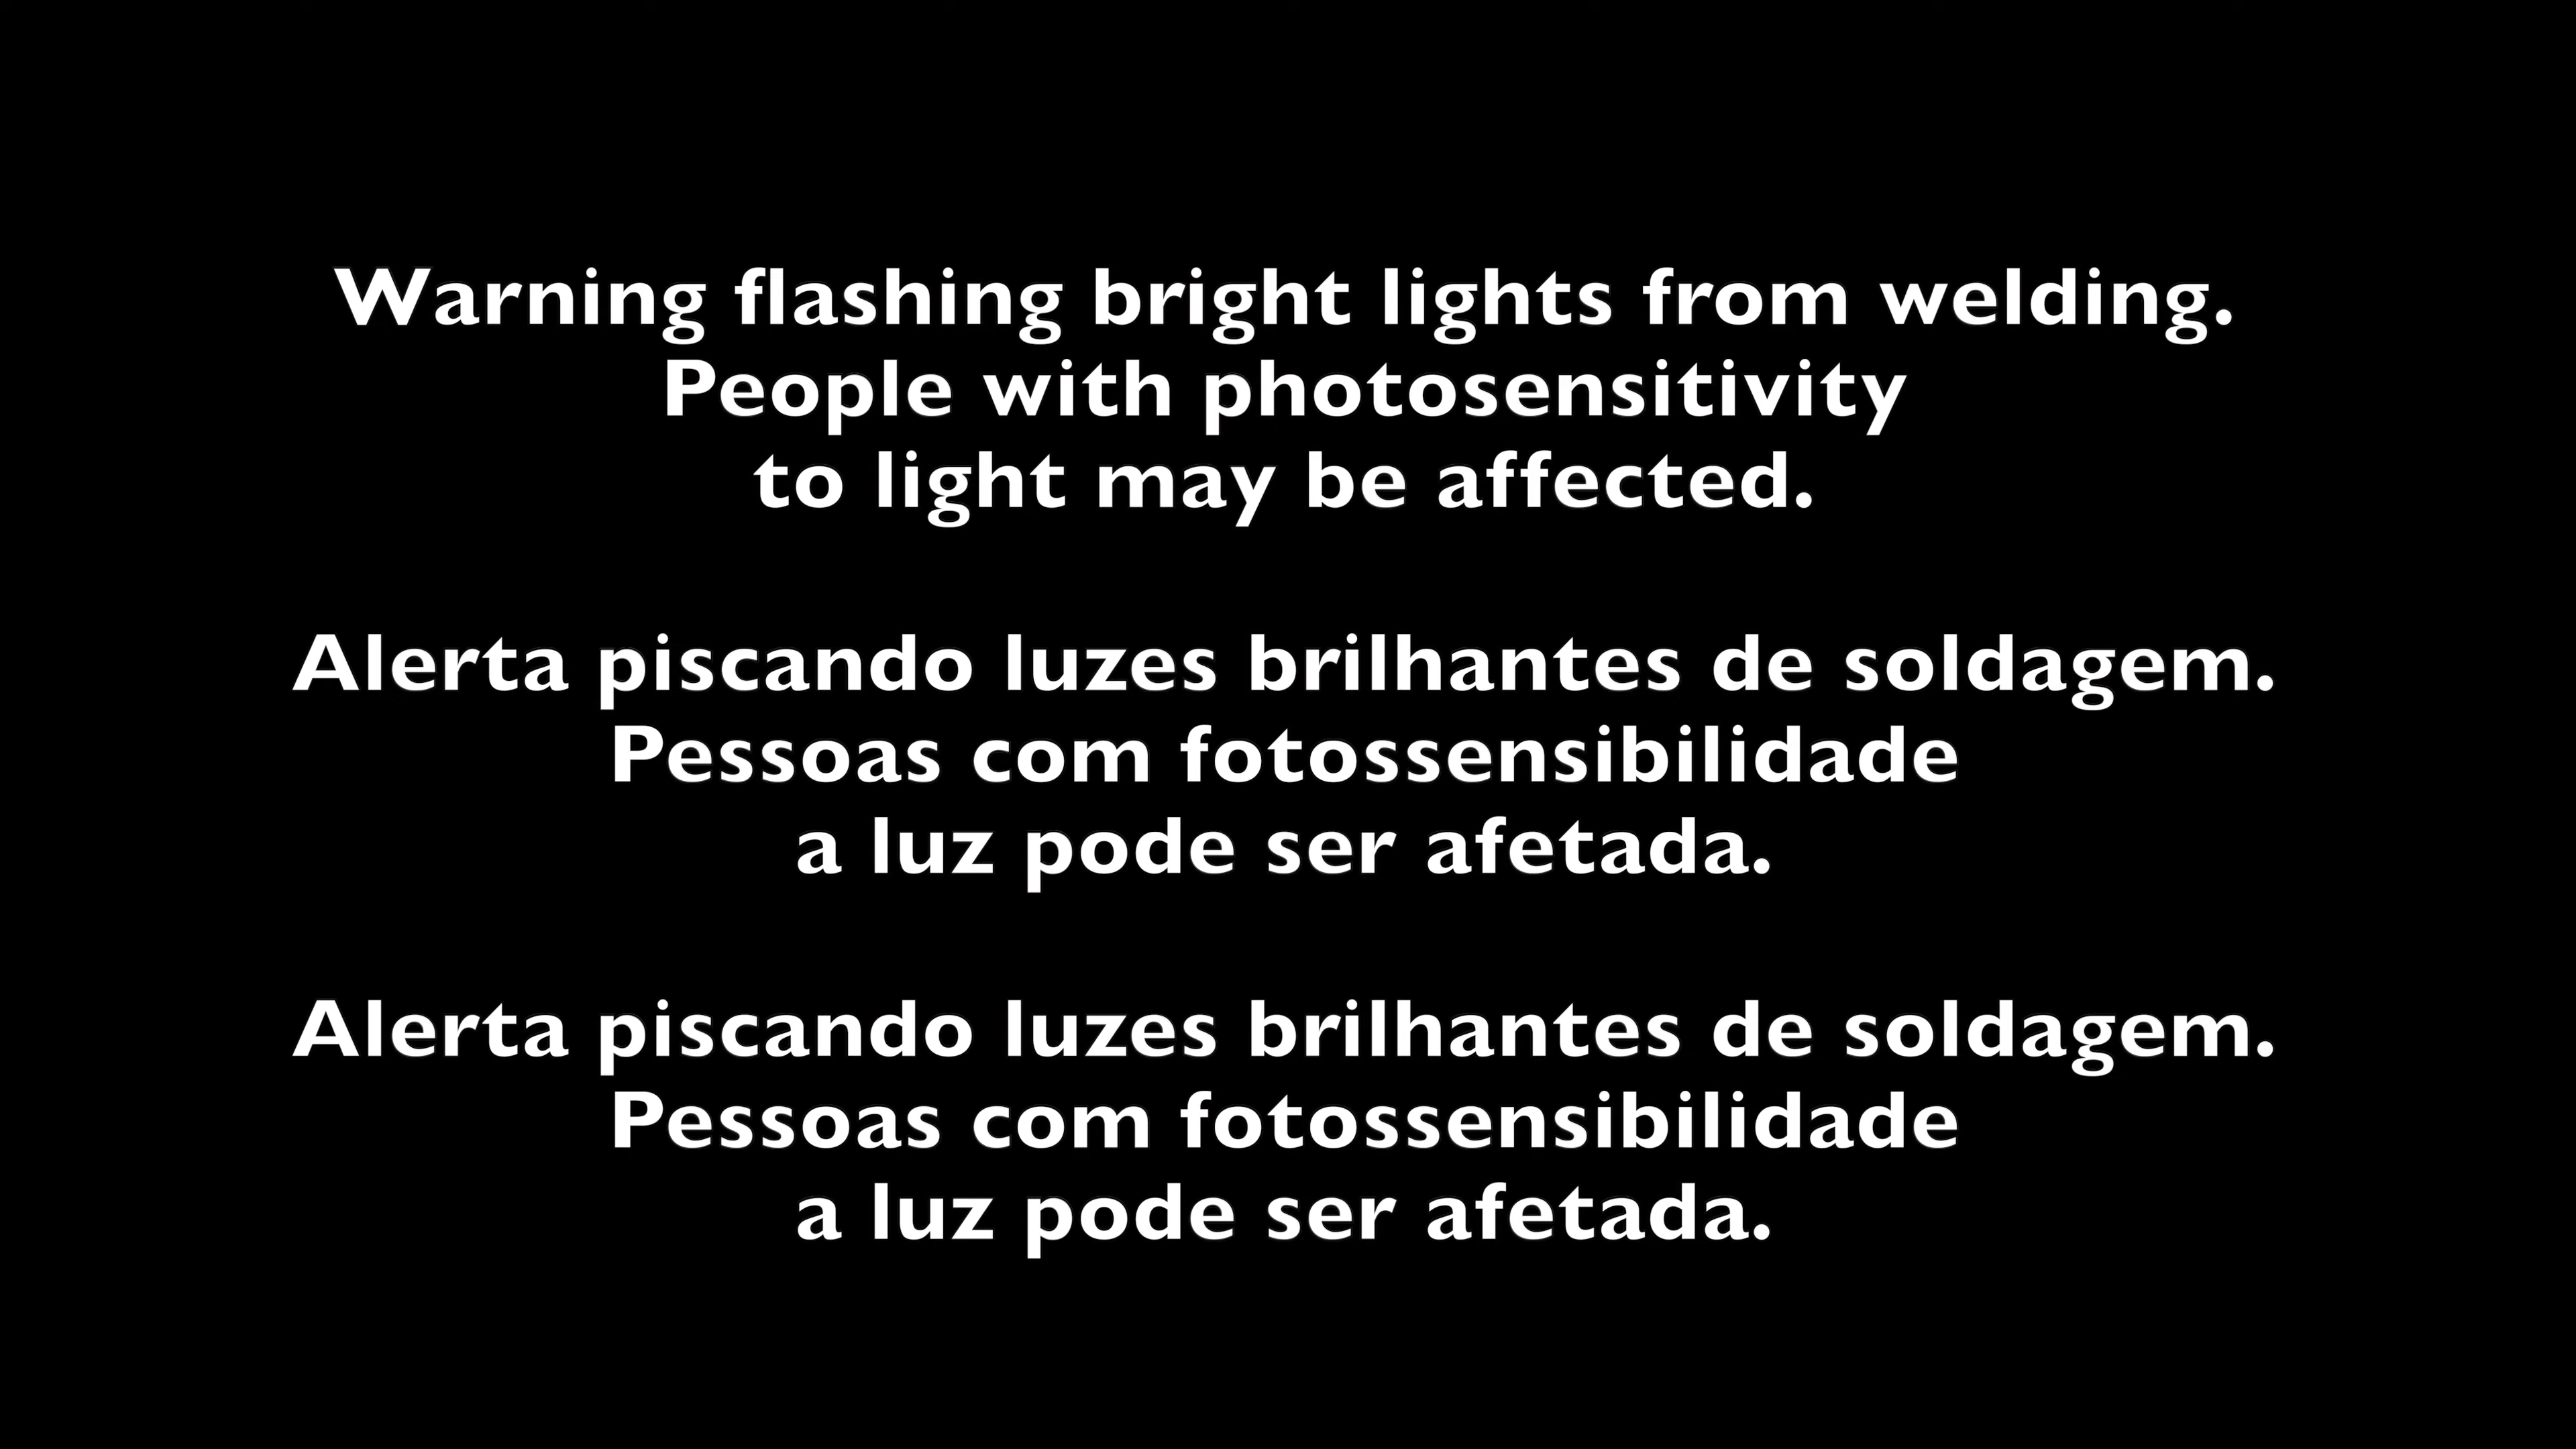 Warning flashing bright lights from welding.
People with photosensitivity
to light may be affected.
Alerta piscando luzes brilhantes de soldagem.
Pessoas com fotossensibilidade
a luz pode ser afetada.
Alerta piscando luzes brilhantes de soldagem.
Pessoas com fotossensibilidade
a luz pode ser afetada.